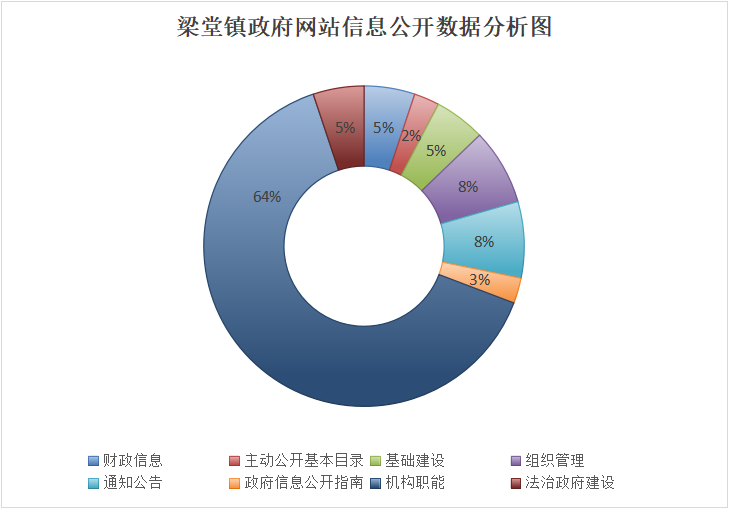 梁堂镇政府网站信息公开数据分析图
5%
5%
2%
5%
8%
8%
3%
64%
财政信息
主动公开基本目录
基础建设
组织管理
通知公告
政府信息公开指南
机构职能
法治政府建设